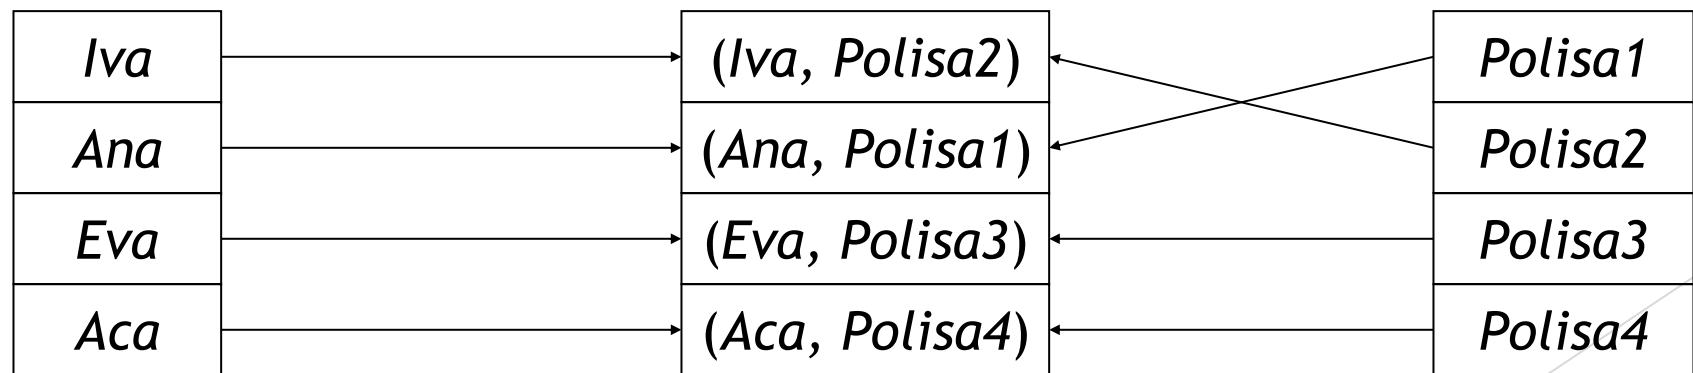 Iva (Iva, Polisa2) Polisa1
Ana (Ana, Polisa1) Polisa2
Eva (Eva, Polisa3) Polisa3
Aca (Aca, Polisa4) Polisa4